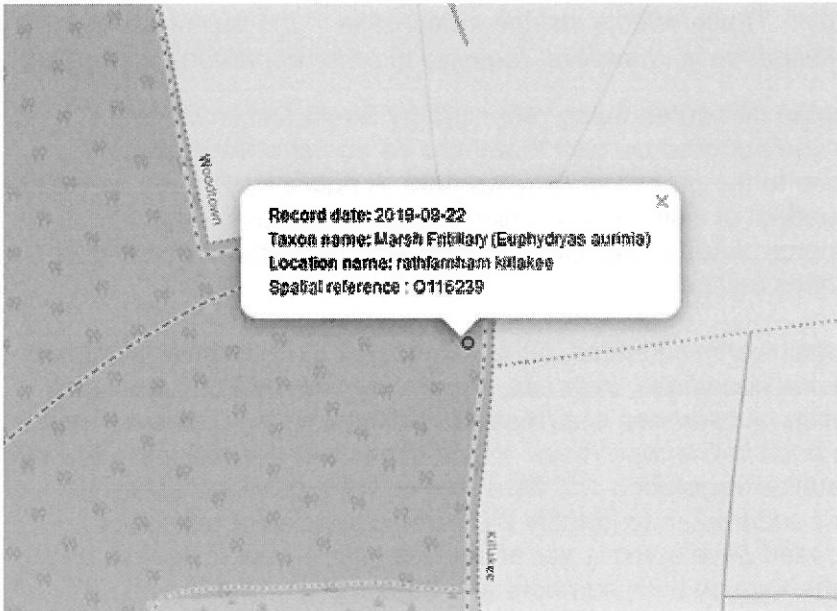 Woodtown
Record date: 2019-09-22
Taxon name: Marsh Fritillary (Euphydryas aurinia)
Location name: rathfarnham killakee
Spatial reference : O116239
Killakee